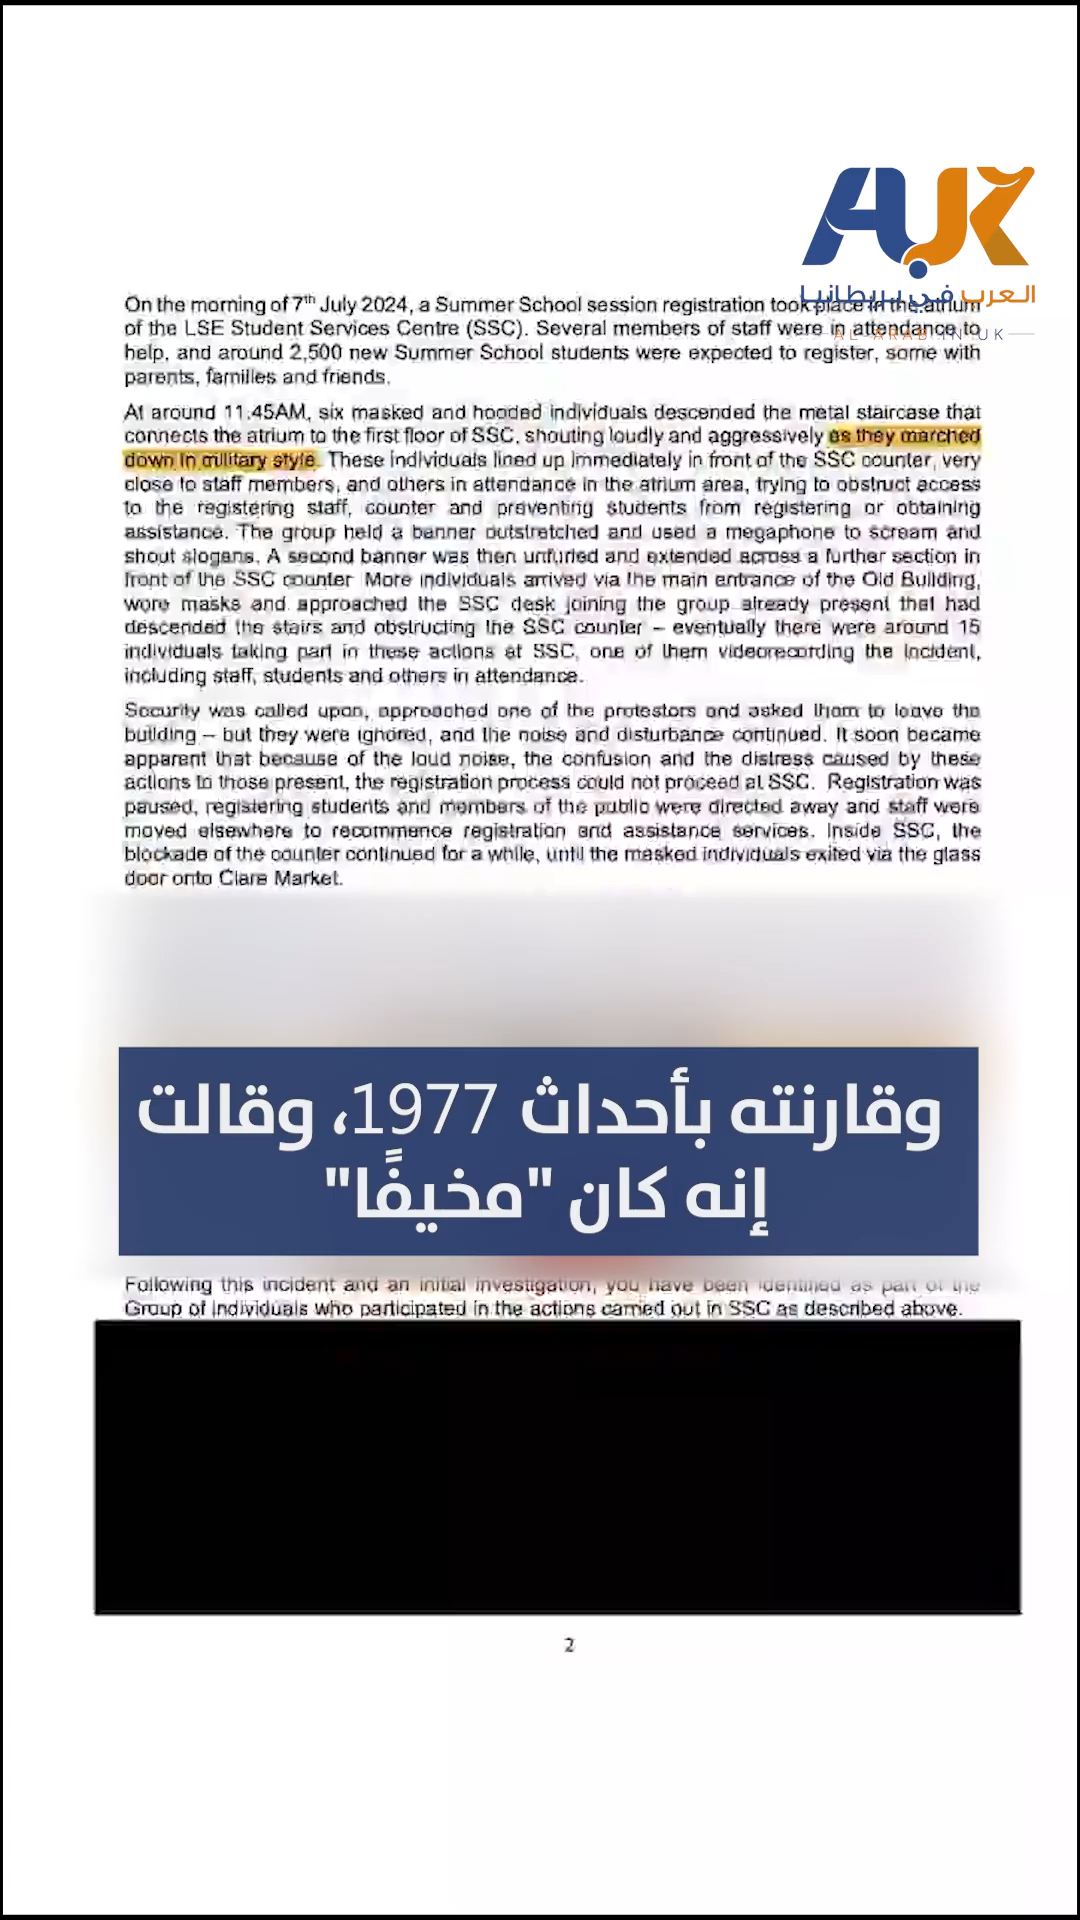 AUK
العرب في بريطانيا
AL ARAB IN UK
On the morning of 7th July 2024, a Summer School session registration took place in the atrium
of the LSE Student Services Centre (SSC). Several members of staff were in attendance to
help, and around 2,500 new Summer School students were expected to register, some with
parents, families and friends.
At around 11:45AM, six masked and hooded individuals descended the metal staircase that
connects the atrium to the first floor of SSC, shouting loudly and aggressively as they marched
down in military style. These individuals lined up immediately in front of the SSC counter, very
close to staff members, and others in attendance in the atrium area, trying to obstruct access
to the registering staff, counter and preventing students from registering or obtaining
assistance. The group held a banner outstretched and used a megaphone to scream and
shout slogans. A second banner was then unfurled and extended across a further section in
front of the SSC counter. More individuals arrived via the main entrance of the Old Building,
wore masks and approached the SSC desk joining the group already present that had
descended the stairs and obstructing the SSC counter – eventually there were around 15
individuals taking part in these actions at SSC, one of them videorecording the incident,
including staff, students and others in attendance.
Security was called upon, approached one of the protestors and asked them to leave the
building – but they were ignored, and the noise and disturbance continued. It soon became
apparent that because of the loud noise, the confusion and the distress caused by these
actions to those present, the registration process could not proceed at SSC. Registration was
paused, registering students and members of the public were directed away and staff were
moved elsewhere to recommence registration and assistance services. Inside SSC, the
blockade of the counter continued for a while, until the masked individuals exited via the glass
door onto Clare Market.
وقارنته بأحداث 1977، وقالت
إنه كان "مخيفًا"
Following this incident and an initial investigation, you have been identified as part of the
Group of individuals who participated in the actions carried out in SSC as described above.
2